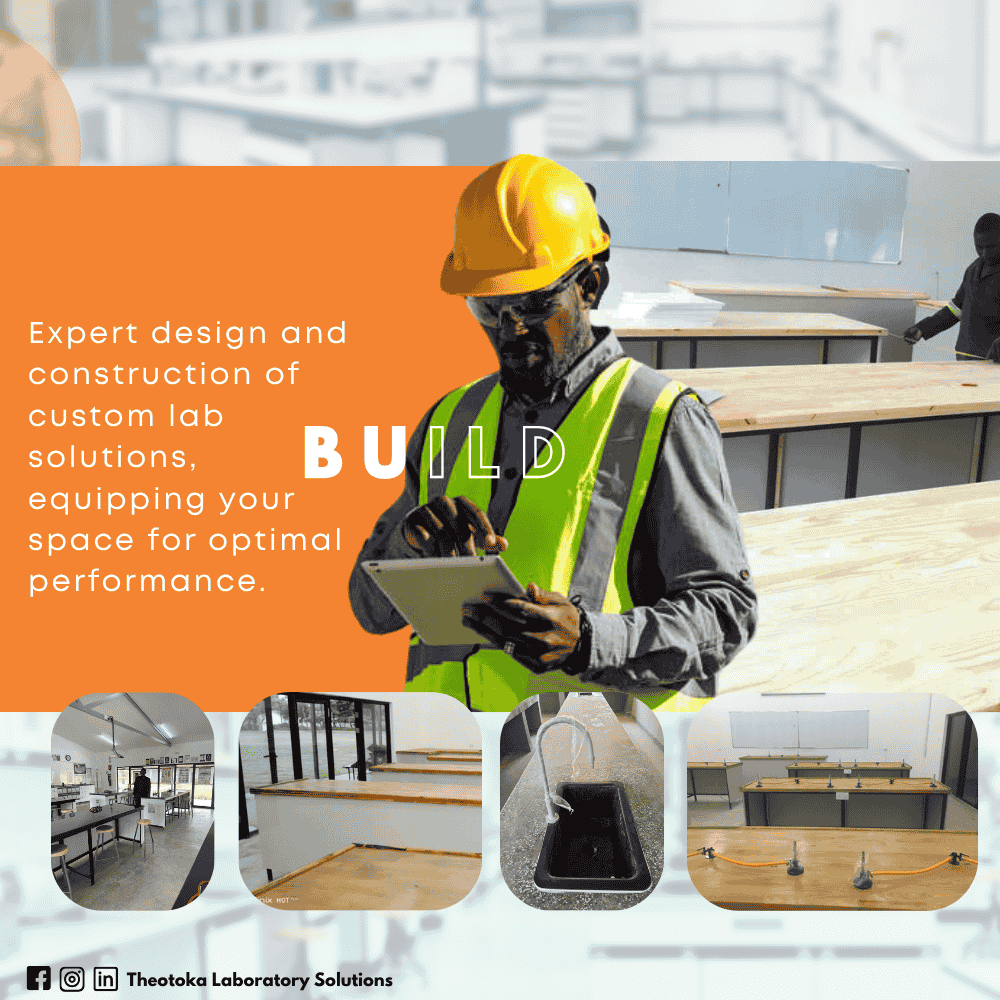 Expert design and
construction of
custom lab
solutions,
equipping your
space for optimal
performance.
BUILD
Theotoka Laboratory Solutions